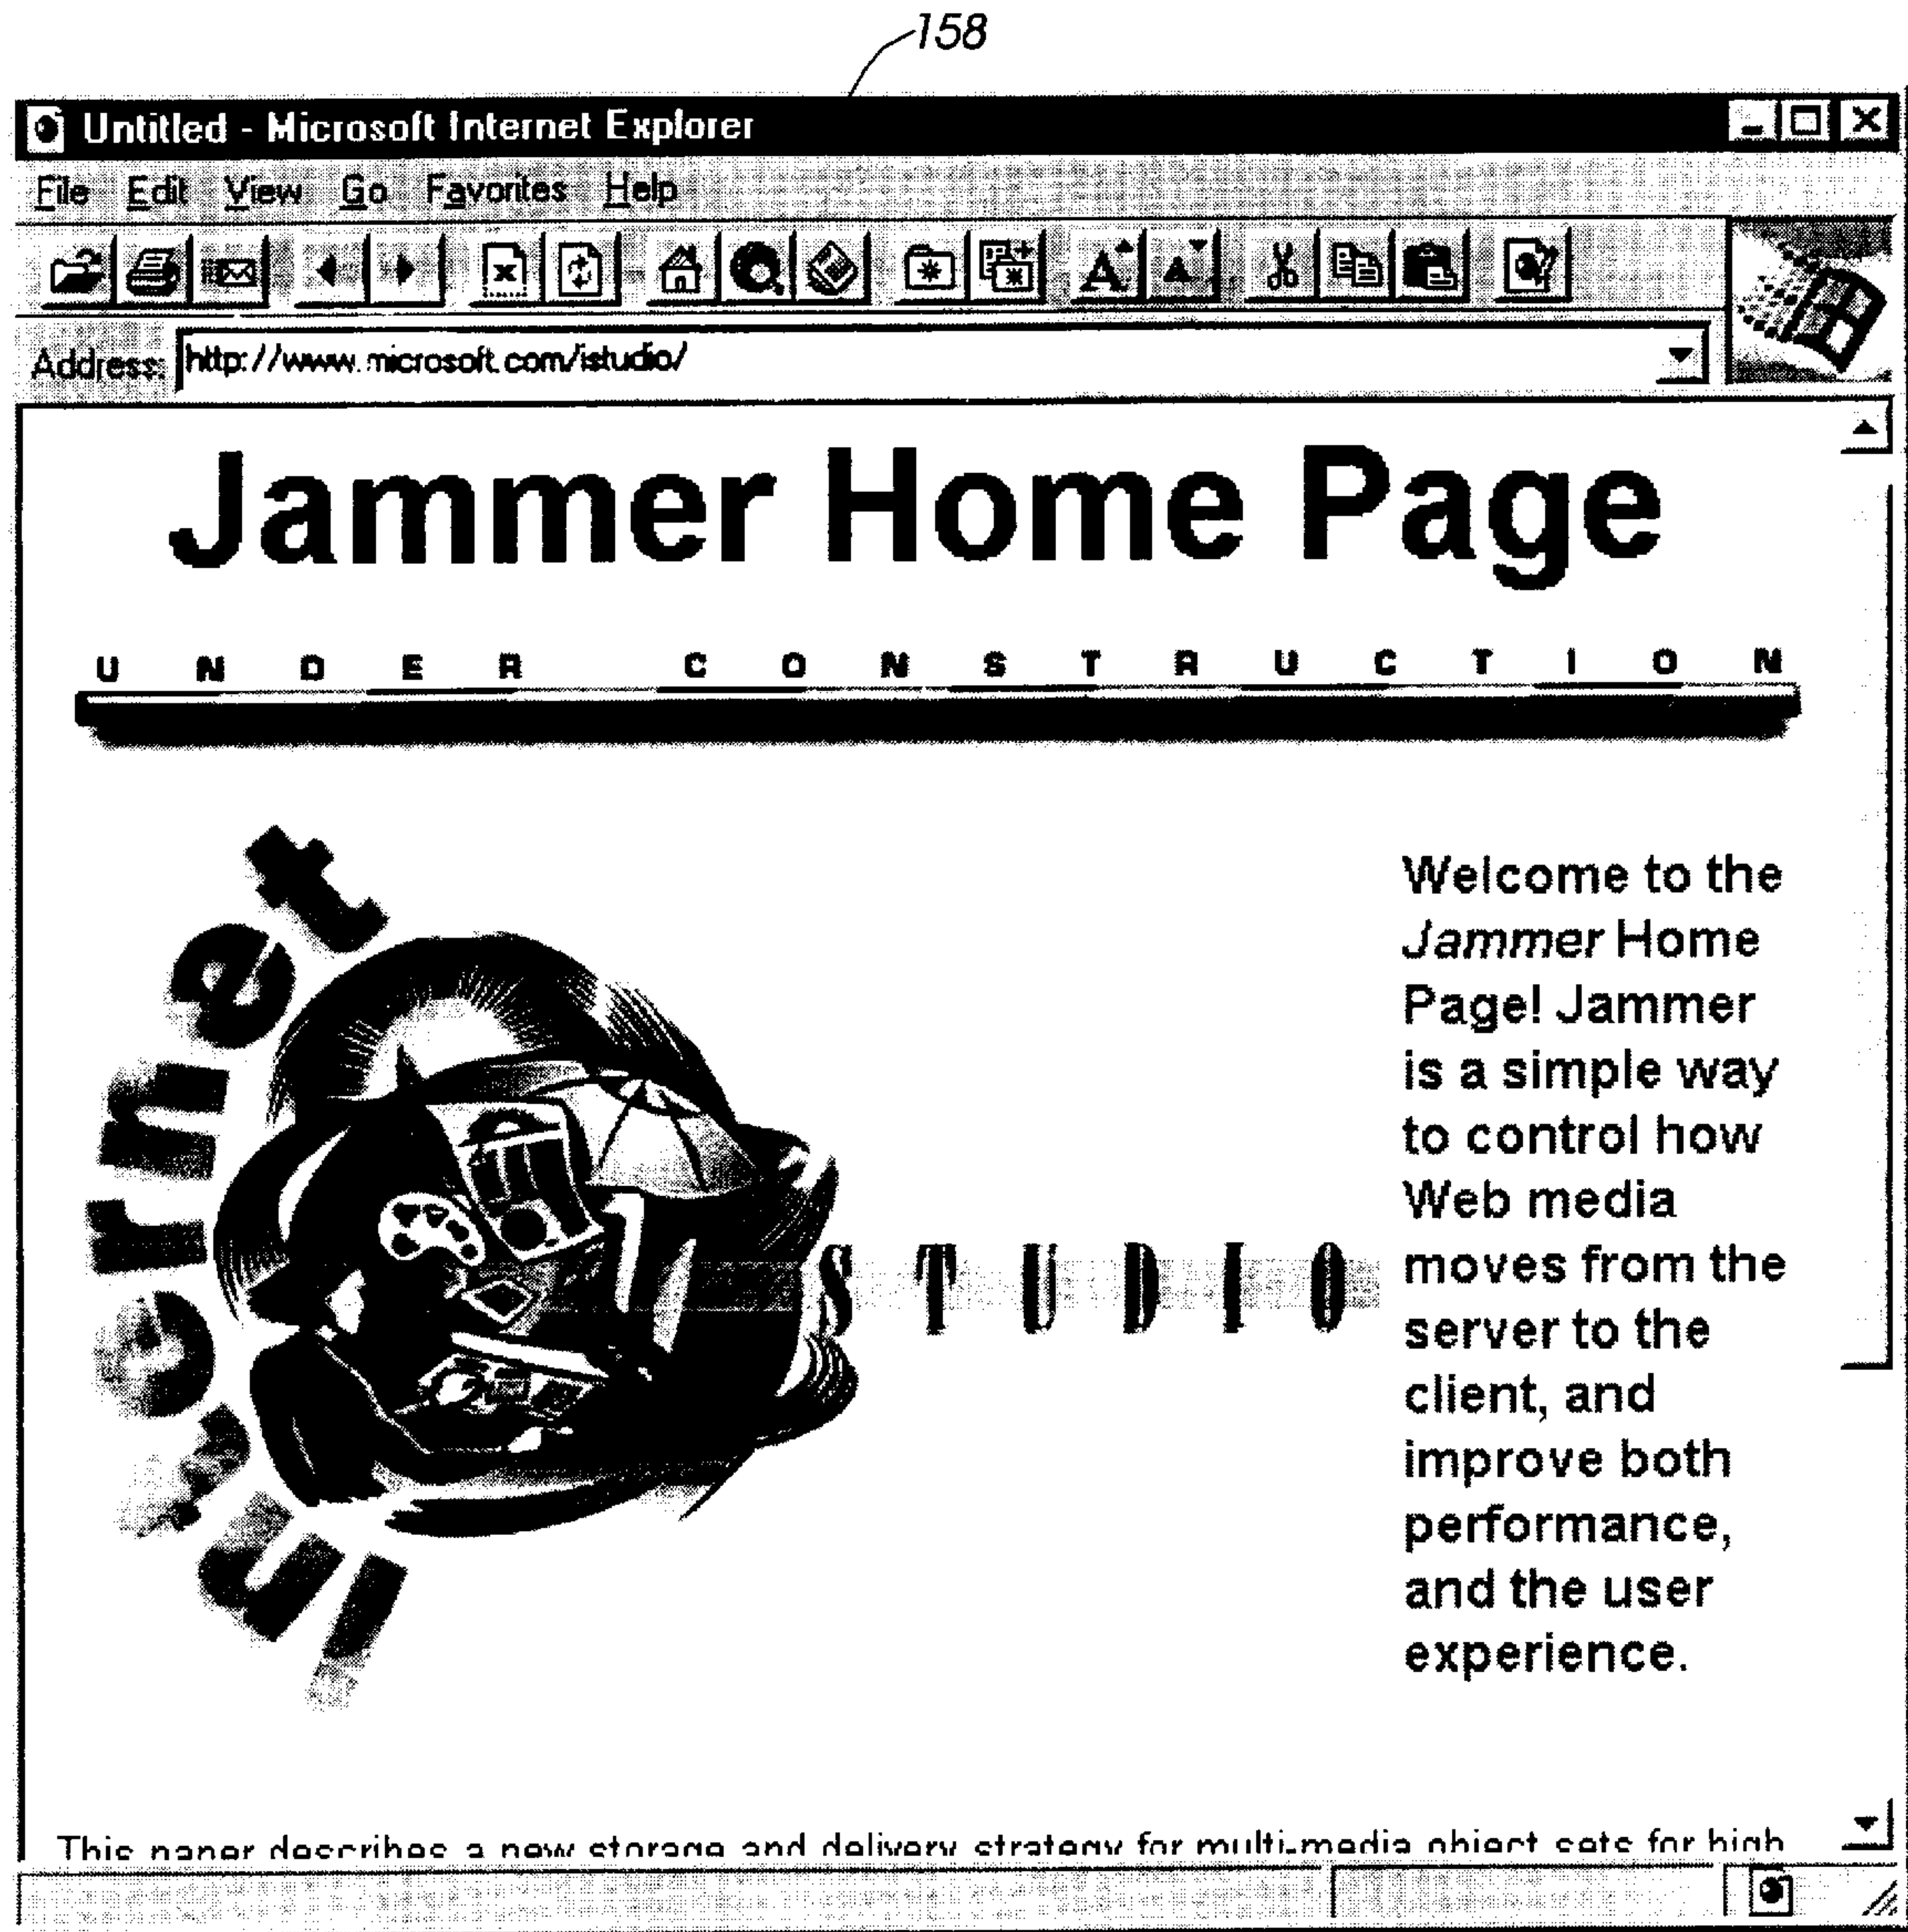 158
Untitled - Microsoft Internet Explorer
File Edit View Go Favorites Help
Address: http://www.microsoft.com/istudio/
Jammer Home Page
UNDER CONSTRUCTION
Internet
STUDIO
Welcome to the
Jammer Home
Page! Jammer
is a simple way
to control how
Web media
moves from the
server to the
client, and
improve both
performance,
and the user
experience.
This paper describes a new storage and delivery strategy for multi-media object sets for high